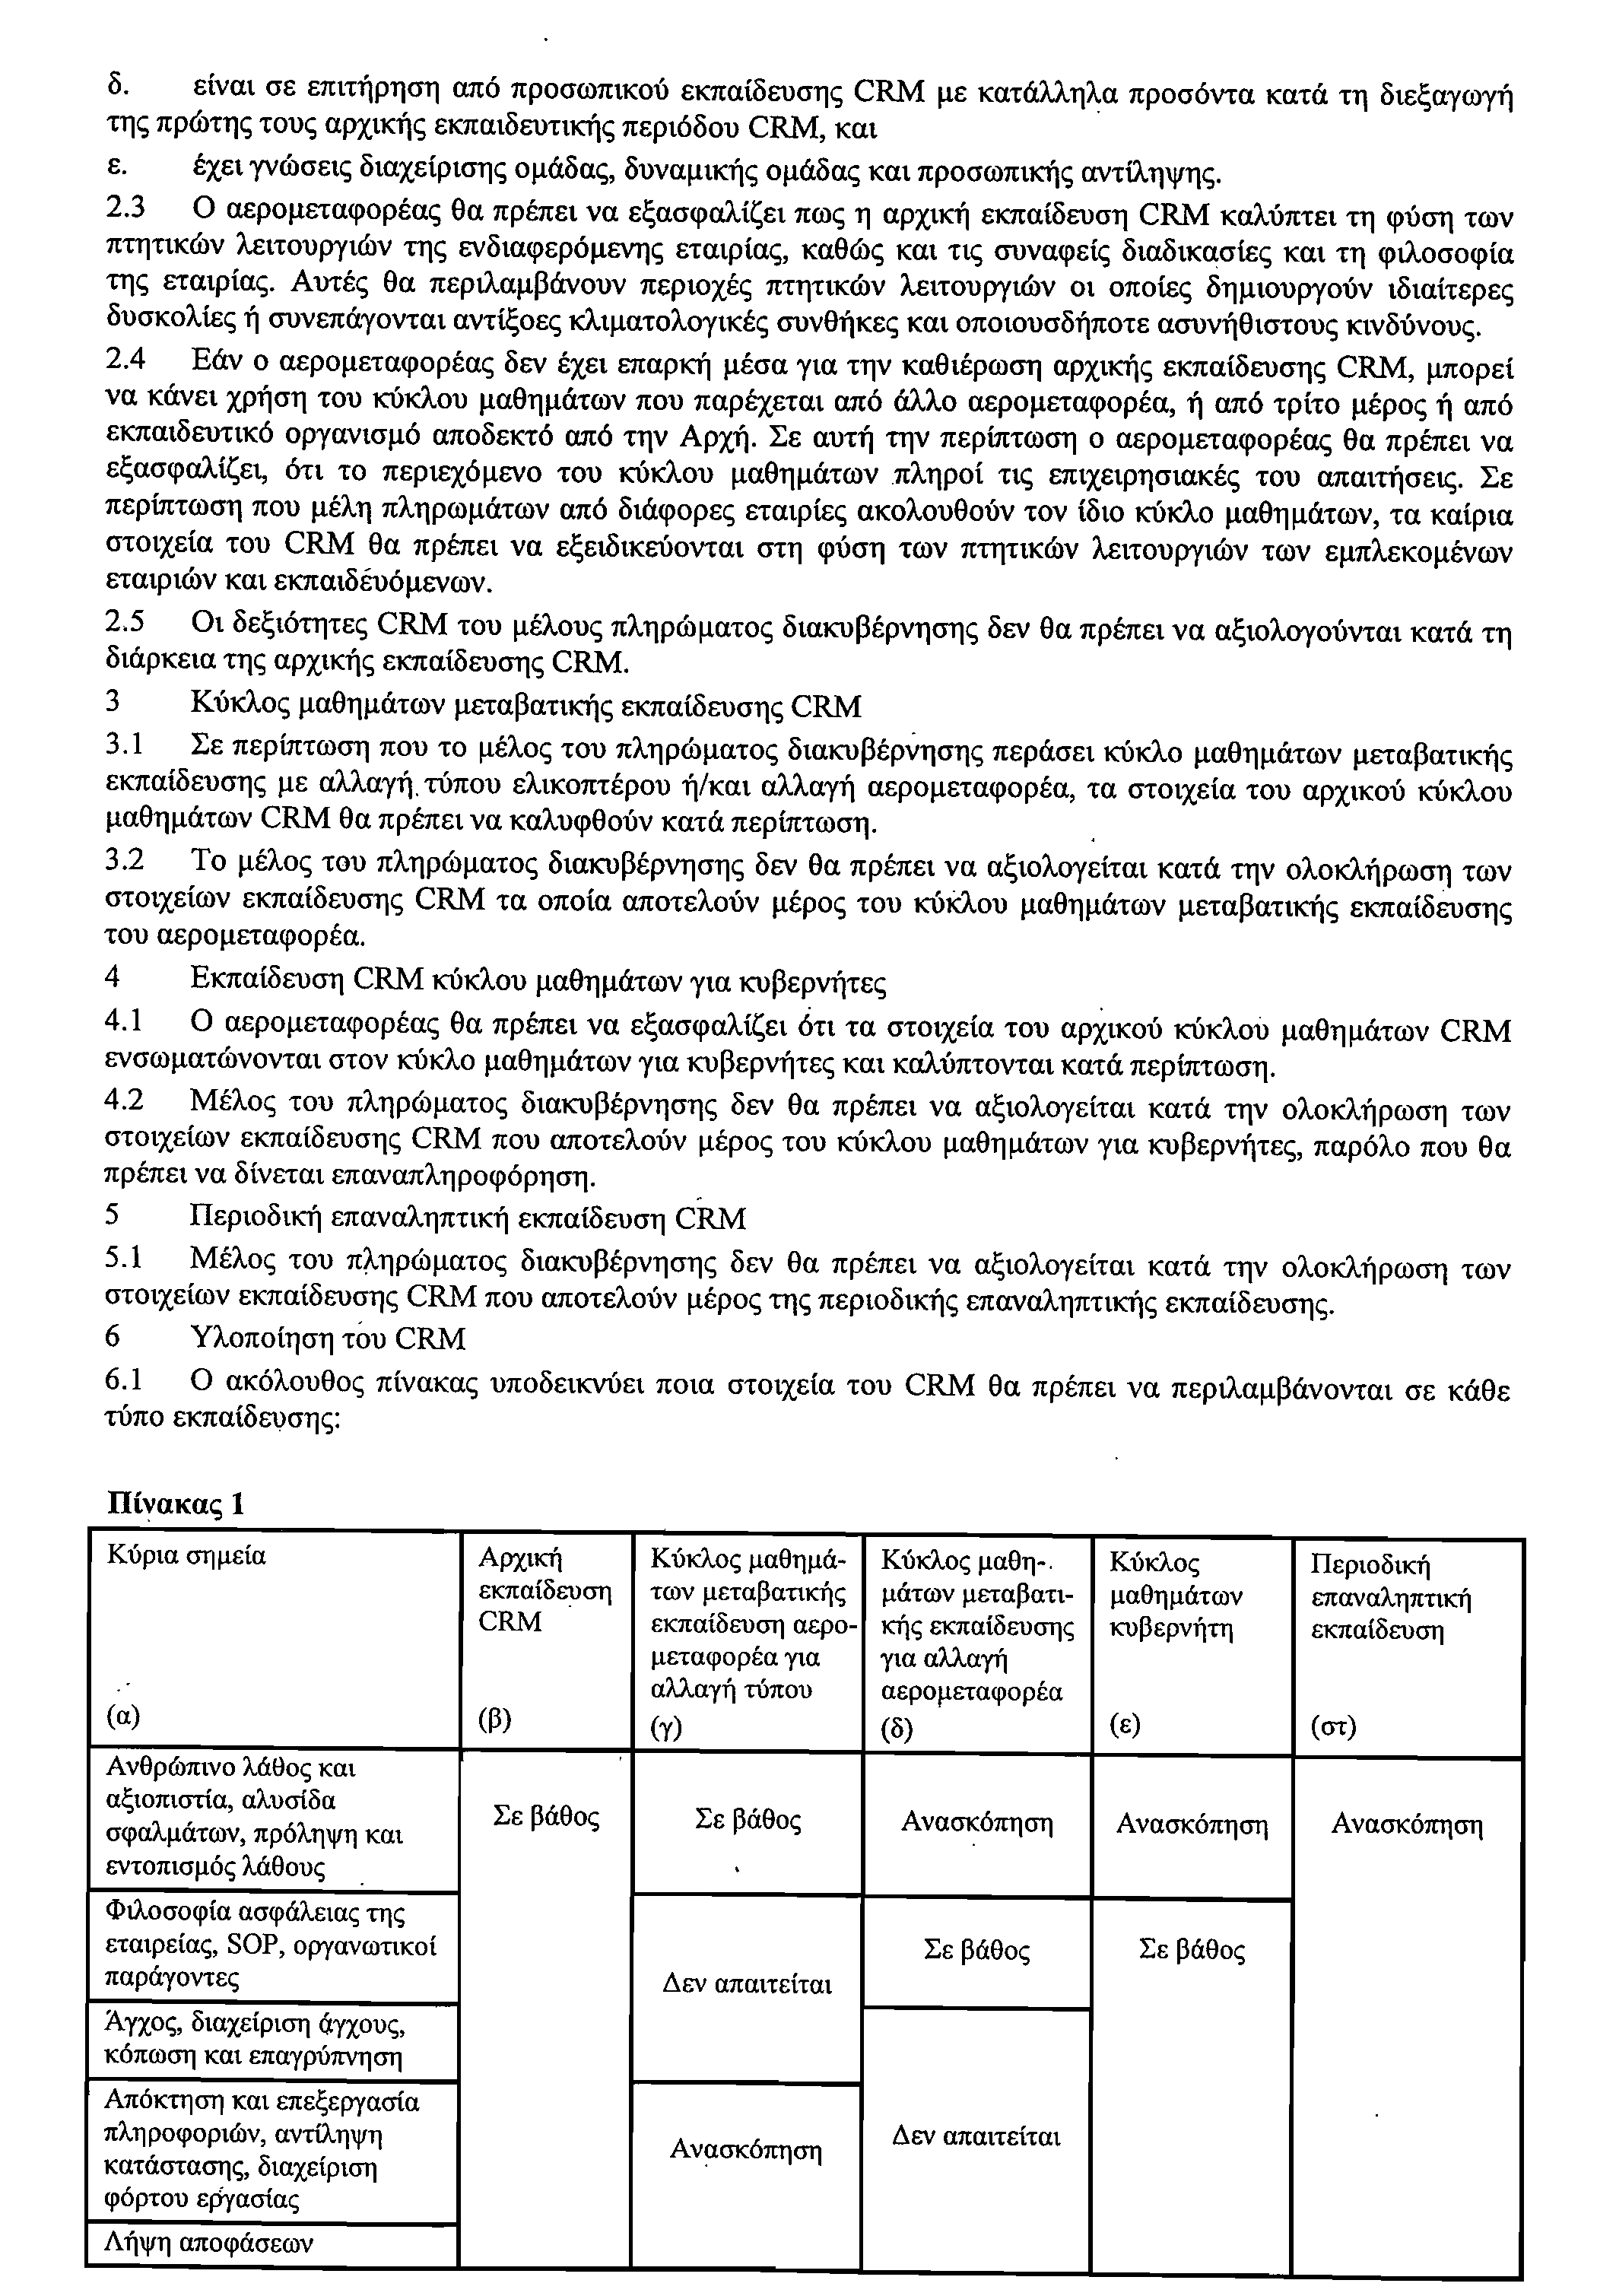 δ. είναι σε επιτήρηση από προσωπικού εκπαίδευσης CRM με κατάλληλα προσόντα κατά τη διεξαγωγή
της πρώτης τους αρχικής εκπαιδευτικής περιόδου CRM, και
ε. έχει γνώσεις διαχείρισης ομάδας, δυναμικής ομάδας και προσωπικής αντίληψης.
2.3 Ο αερομεταφορέας θα πρέπει να εξασφαλίζει πως η αρχική εκπαίδευση CRM καλύπτει τη φύση των
πτητικών λειτουργιών της ενδιαφερόμενης εταιρίας, καθώς και τις συναφείς διαδικασίες και τη φιλοσοφία
της εταιρίας. Αυτές θα περιλαμβάνουν περιοχές πτητικών λειτουργιών οι οποίες δημιουργούν ιδιαίτερες
δυσκολίες ή συνεπάγονται αντίξοες κλιματολογικές συνθήκες και οποιουσδήποτε ασυνήθιστους κινδύνους.
2.4 Εάν ο αερομεταφορέας δεν έχει επαρκή μέσα για την καθιέρωση αρχικής εκπαίδευσης CRM, μπορεί
να κάνει χρήση του κύκλου μαθημάτων που παρέχεται από άλλο αερομεταφορέα, ή από τρίτο μέρος ή από
εκπαιδευτικό οργανισμό αποδεκτό από την Αρχή. Σε αυτή την περίπτωση ο αερομεταφορέας θα πρέπει να
εξασφαλίζει, ότι το περιεχόμενο του κύκλου μαθημάτων πληροί τις επιχειρησιακές του απαιτήσεις. Σε
περίπτωση που μέλη πληρωμάτων από διάφορες εταιρίες ακολουθούν τον ίδιο κύκλο μαθημάτων, τα καίρια
στοιχεία του CRM θα πρέπει να εξειδικεύονται στη φύση των πτητικών λειτουργιών των εμπλεκομένων
εταιριών και εκπαιδευόμενων.
2.5 Οι δεξιότητες CRM του μέλους πληρώματος διακυβέρνησης δεν θα πρέπει να αξιολογούνται κατά τη
διάρκεια της αρχικής εκπαίδευσης CRM.
3 Κύκλος μαθημάτων μεταβατικής εκπαίδευσης CRM
3.1 Σε περίπτωση που το μέλος του πληρώματος διακυβέρνησης περάσει κύκλο μαθημάτων μεταβατικής
εκπαίδευσης με αλλαγή τύπου ελικοπτέρου ή/και αλλαγή αερομεταφορέα, τα στοιχεία του αρχικού κύκλου
μαθημάτων CRM θα πρέπει να καλυφθούν κατά περίπτωση.
3.2 Το μέλος του πληρώματος διακυβέρνησης δεν θα πρέπει να αξιολογείται κατά την ολοκλήρωση των
στοιχείων εκπαίδευσης CRM τα οποία αποτελούν μέρος του κύκλου μαθημάτων μεταβατικής εκπαίδευσης
του αερομεταφορέα.
4 Εκπαίδευση CRM κύκλου μαθημάτων για κυβερνήτες
4.1 Ο αερομεταφορέας θα πρέπει να εξασφαλίζει ότι τα στοιχεία του αρχικού κύκλου μαθημάτων CRM
ενσωματώνονται στον κύκλο μαθημάτων για κυβερνήτες και καλύπτονται κατά περίπτωση.
4.2 Μέλος του πληρώματος διακυβέρνησης δεν θα πρέπει να αξιολογείται κατά την ολοκλήρωση των
στοιχείων εκπαίδευσης CRM που αποτελούν μέρος του κύκλου μαθημάτων για κυβερνήτες, παρόλο που θα
πρέπει να δίνεται επαναπληροφόρηση.
5 Περιοδική επαναληπτική εκπαίδευση CRM
5.1 Μέλος του πληρώματος διακυβέρνησης δεν θα πρέπει να αξιολογείται κατά την ολοκλήρωση των
στοιχείων εκπαίδευσης CRM που αποτελούν μέρος της περιοδικής επαναληπτικής εκπαίδευσης.
6 Υλοποίηση του CRM
6.1 Ο ακόλουθος πίνακας υποδεικνύει ποια στοιχεία του CRM θα πρέπει να περιλαμβάνονται σε κάθε
τύπο εκπαίδευσης:
Πίνακας 1
Κύρια σημεία
(α)
Αρχική
εκπαίδευση
CRM
(β)
Κύκλος μαθημά-
των μεταβατικής
εκπαίδευση αερο-
μεταφορέα για
αλλαγή τύπου
(γ)
Κύκλος μαθη-
μάτων μεταβατι-
κής εκπαίδευσης
για αλλαγή
αερομεταφορέα
(δ)
Κύκλος
μαθημάτων
κυβερνήτη
(ε)
Περιοδική
επαναληπτική
εκπαίδευση
(στ)
Ανθρώπινο λάθος και
αξιοπιστία, αλυσίδα
σφαλμάτων, πρόληψη και
εντοπισμός λάθους
Σε βάθος
Σε βάθος
Ανασκόπηση
Ανασκόπηση
Ανασκόπηση
Φιλοσοφία ασφάλειας της
εταιρείας, SOP, οργανωτικοί
παράγοντες
Δεν απαιτείται
Σε βάθος
Σε βάθος
Άγχος, διαχείριση άγχους,
κόπωση και επαγρύπνηση
Απόκτηση και επεξεργασία
πληροφοριών, αντίληψη
κατάστασης, διαχείριση
φόρτου εργασίας
Ανασκόπηση
Δεν απαιτείται
Λήψη αποφάσεων